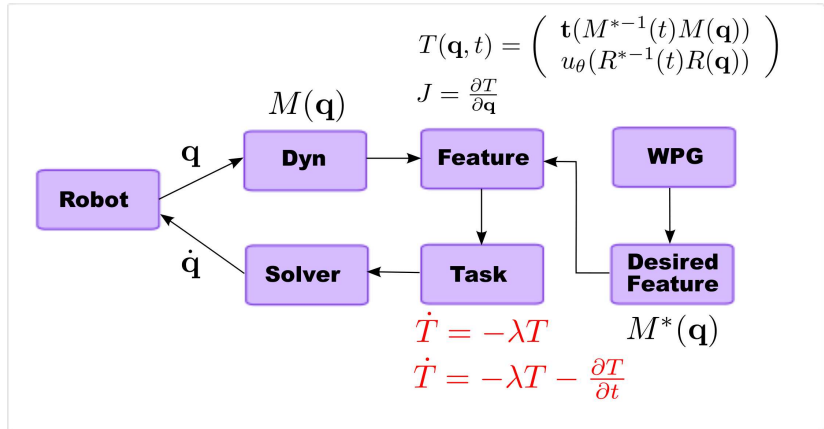 T(𝐪, t) = ( 𝐭(M*⁻¹(t)M(𝐪))
u_θ(R*⁻¹(t)R(𝐪)) )
J = ∂T/∂𝐪
M(𝐪)
𝐪
Dyn
Feature
WPG
Robot
𝐪̇
Solver
Task
Desired
Feature
Ṫ = −λT
M*(𝐪)
Ṫ = −λT − ∂T/∂t